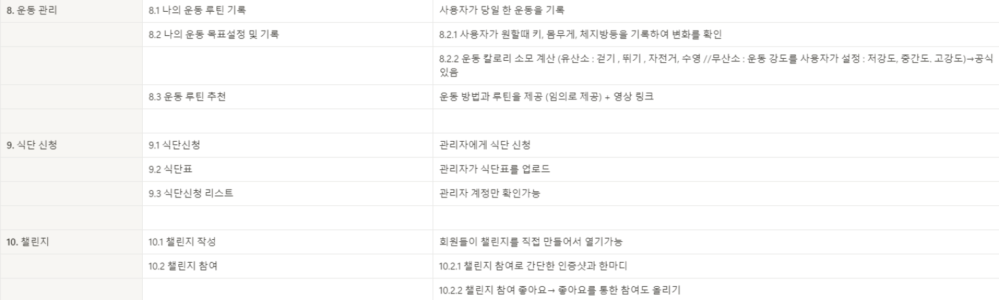 8. 운동 관리 8.1 나의 운동 루틴 기록 사용자가 당일 한 운동을 기록
8.2 나의 운동 목표설정 및 기록 8.2.1 사용자가 원할때 키, 몸무게, 체지방등을 기록하여 변화를 확인
8.2.2 운동 칼로리 소모 계산 (유산소 : 걷기 , 뛰기 , 자전거, 수영 //무산소 : 운동 강도를 사용자가 설정 : 저강도, 중간도. 고강도)→공식
있음
8.3 운동 루틴 추천 운동 방법과 루틴을 제공 (임의로 제공) + 영상 링크
9. 식단 신청 9.1 식단신청 관리자에게 식단 신청
9.2 식단표 관리자가 식단표를 업로드
9.3 식단신청 리스트 관리자 계정만 확인가능
10. 챌린지 10.1 챌린지 작성 회원들이 챌린지를 직접 만들어서 열기가능
10.2 챌린지 참여 10.2.1 챌린지 참여로 간단한 인증샷과 한마디
10.2.2 챌린지 참여 좋아요→ 좋아요를 통한 참여도 올리기